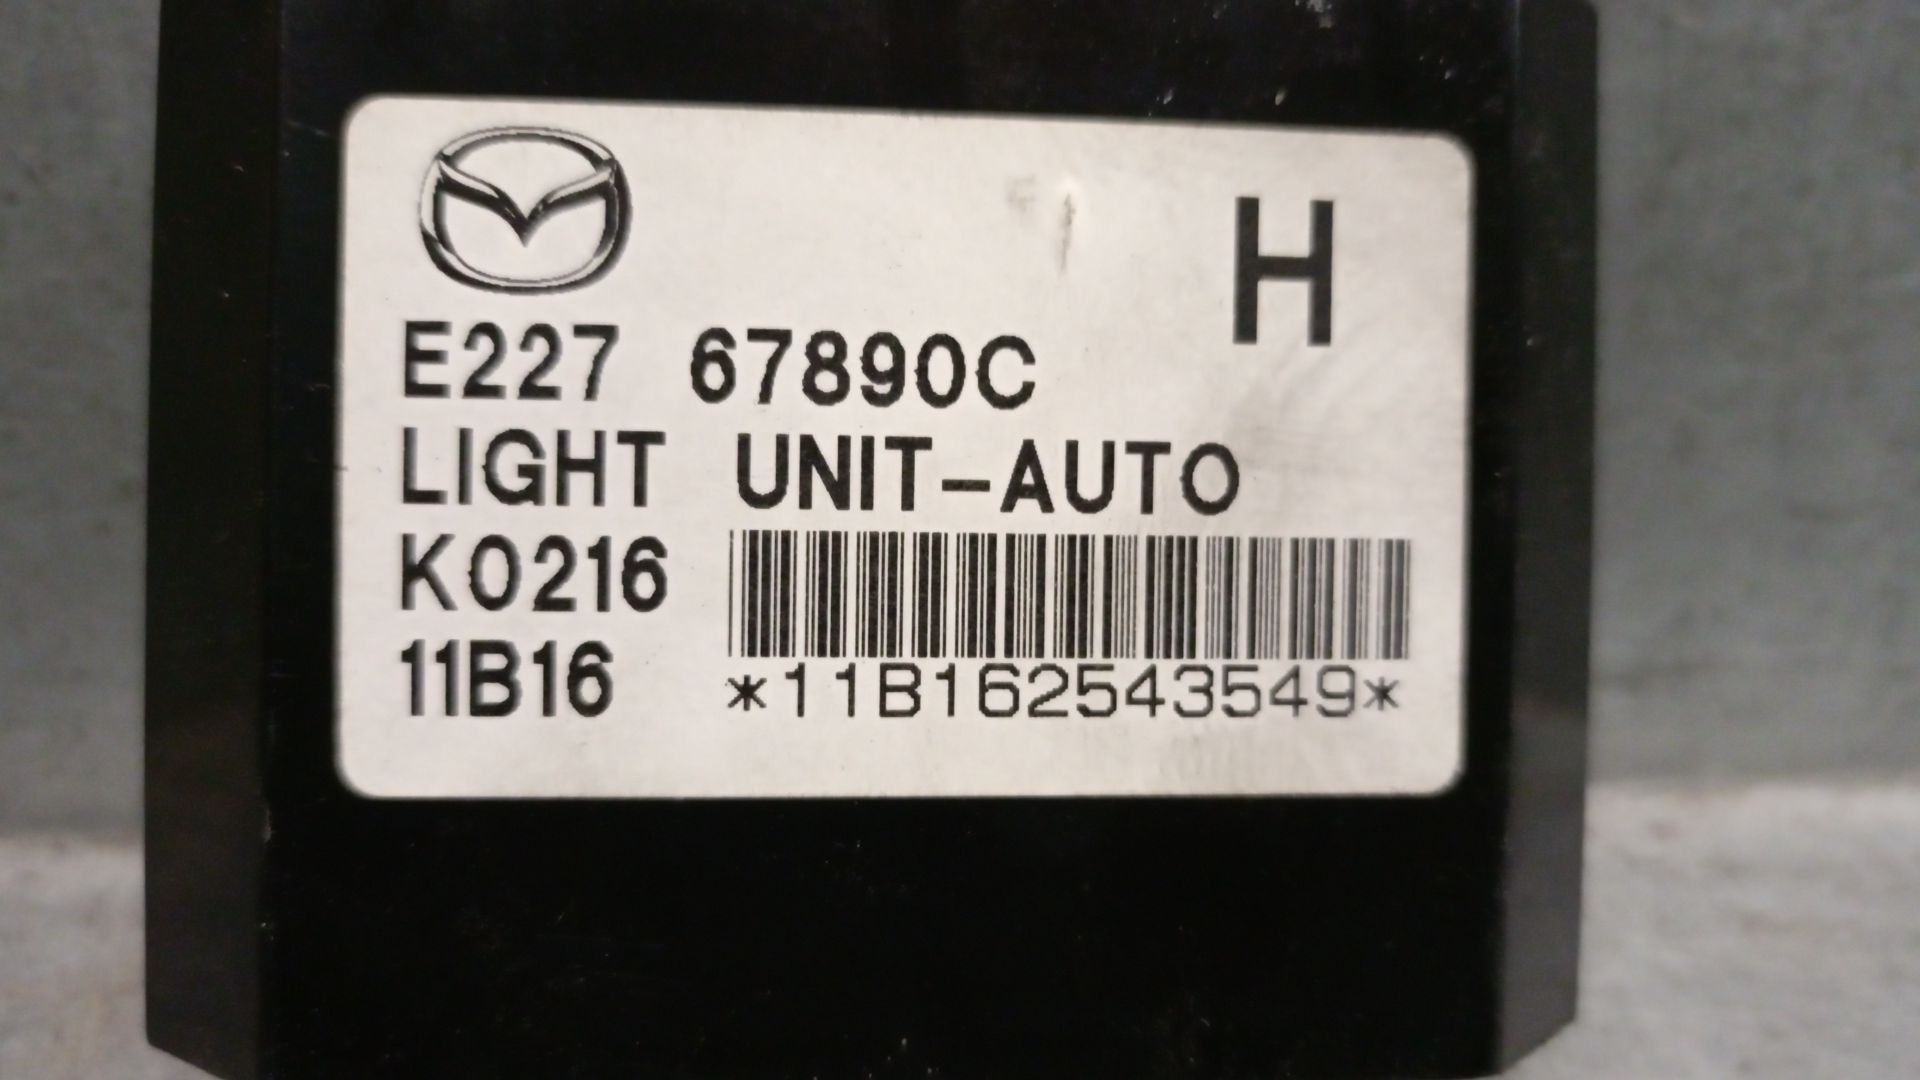 H
E227 67890C
LIGHT UNIT-AUTO
K0216
11B16
*11B162543549*